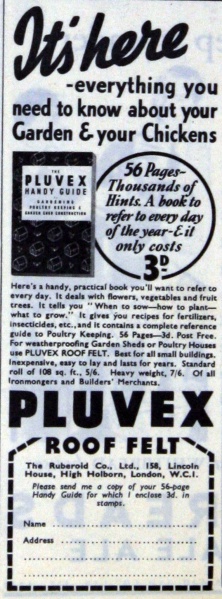 It's here
-everything you
need to know about your
Garden & your Chickens
THE
PLUVEX
HANDY GUIDE
TO
GARDENING
POULTRY KEEPING &
GARDEN SHED CONSTRUCTION
56 Pages-
Thousands of
Hints. A book to
refer to every day
of the year-& it
only costs
3D
Here's a handy, practical book you'll want to refer to
every day. It deals with flowers, vegetables and fruit
trees. It tells you "When to sow—how to plant—
what to grow." It gives you recipes for fertilizers,
insecticides, etc., and it contains a complete reference
guide to Poultry Keeping. 56 Pages—3d. Post Free.
For weatherproofing Garden Sheds or Poultry Houses
use PLUVEX ROOF FELT. Best for all small buildings.
Inexpensive, easy to lay and lasts for years. Standard
roll of 108 sq. ft., 5/6. Heavy weight, 7/6. Of all
Ironmongers and Builders' Merchants.
PLUVEX
ROOF FELT
The Ruberoid Co., Ltd., 158, Lincoln
House, High Holborn, London, W.C.1.
Please send me a copy of your 56-page
Handy Guide for which I enclose 3d. in
stamps.
Name
Address